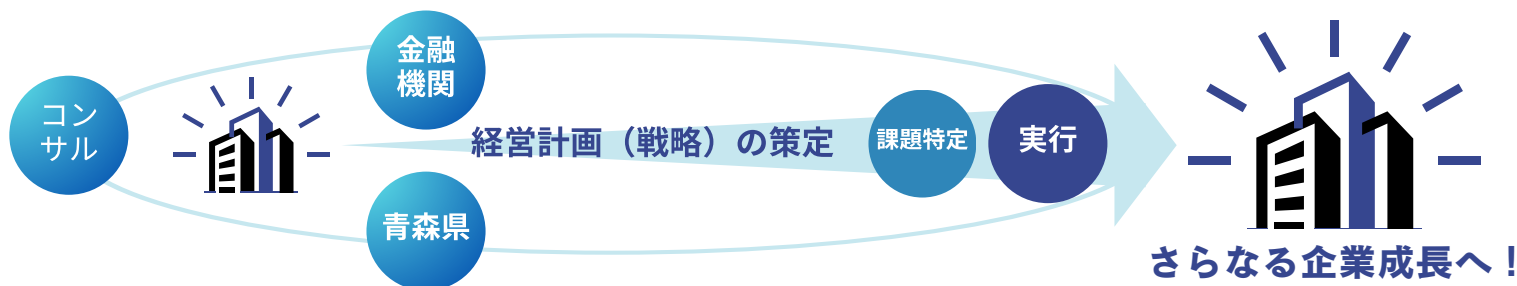 コン
サル
金融
機関
青森県
経営計画（戦略）の策定
課題特定
実行
さらなる企業成長へ！